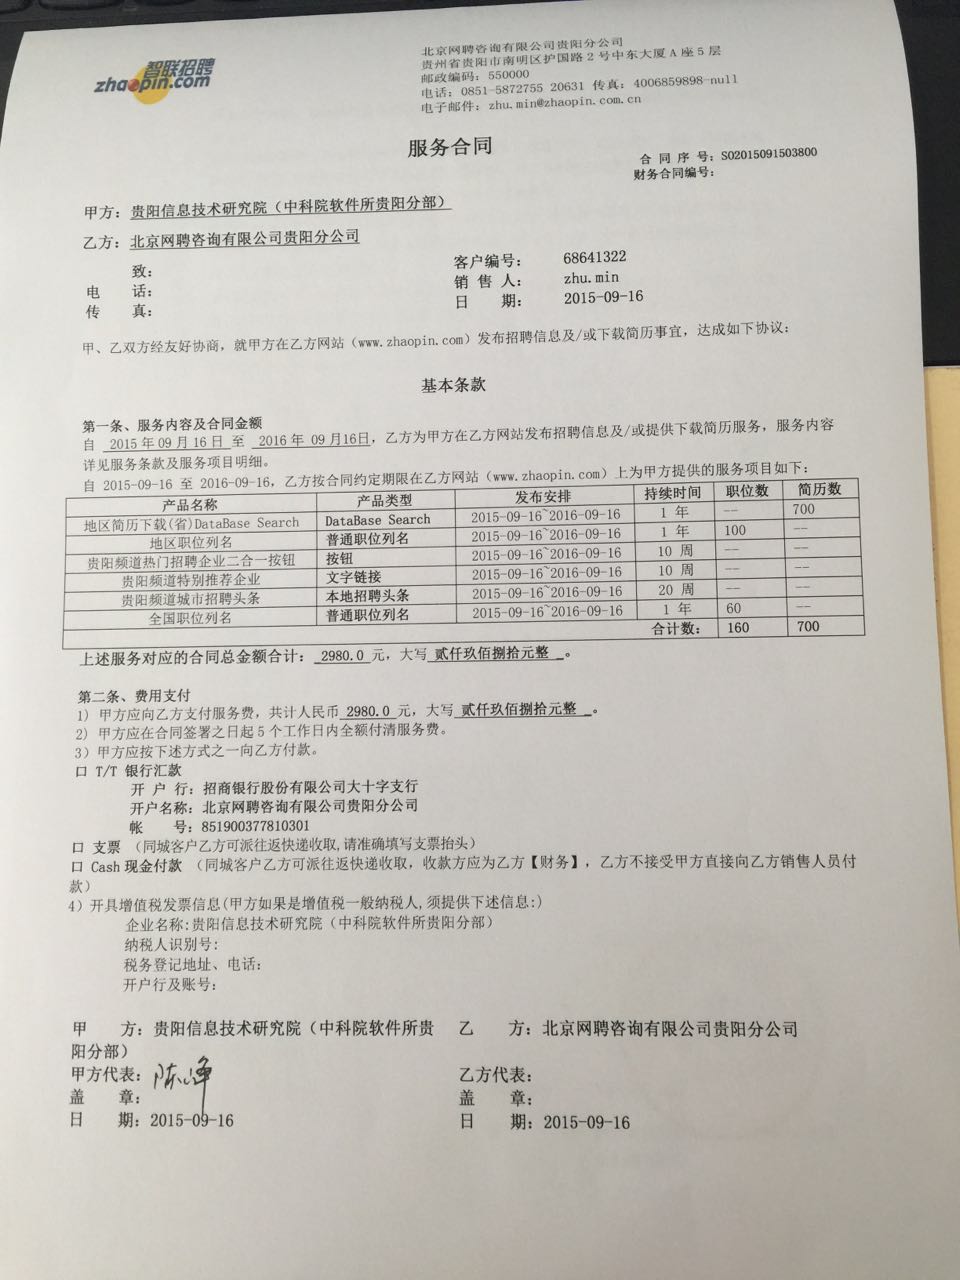 智联招聘
zhaopin.com
北京网聘咨询有限公司贵阳分公司
贵州省贵阳市南明区护国路2号中东大厦A座5层
邮政编码：550000
电话：0851-5872755 20631 传真：4006859898-null
电子邮件：zhu.min@zhaopin.com.cn
服务合同
合 同 序 号：SO2015091503800
财务合同编号：
甲方：贵阳信息技术研究院（中科院软件所贵阳分部）
乙方：北京网聘咨询有限公司贵阳分公司
致： 客户编号： 68641322
电 话： 销 售 人： zhu.min
传 真： 日 期： 2015-09-16
甲、乙双方经友好协商，就甲方在乙方网站（www.zhaopin.com）发布招聘信息及/或下载简历事宜，达成如下协议：
基本条款
第一条、服务内容及合同金额
自 2015年09月16日 至 2016年 09月16日，乙方为甲方在乙方网站发布招聘信息及/或提供下载简历服务，服务内容
详见服务条款及服务项目明细。
自 2015-09-16 至 2016-09-16，乙方按合同约定期限在乙方网站（www.zhaopin.com）上为甲方提供的服务项目如下：
产品名称 产品类型 发布安排 持续时间 职位数 简历数
地区简历下载(省)DataBase Search DataBase Search 2015-09-16~2016-09-16 1 年 -- 700
地区职位列名 普通职位列名 2015-09-16~2016-09-16 1 年 100 --
贵阳频道热门招聘企业二合一按钮 按钮 2015-09-16~2016-09-16 10 周 -- --
贵阳频道特别推荐企业 文字链接 2015-09-16~2016-09-16 10 周 -- --
贵阳频道城市招聘头条 本地招聘头条 2015-09-16~2016-09-16 20 周 -- --
全国职位列名 普通职位列名 2015-09-16~2016-09-16 1 年 60 --
合计数： 160 700
上述服务对应的合同总金额合计：_2980.0 元，大写 贰仟玖佰捌拾元整 _。
第二条、费用支付
1) 甲方应向乙方支付服务费，共计人民币 2980.0 元，大写 贰仟玖佰捌拾元整 _。
2) 甲方应在合同签署之日起5个工作日内全额付清服务费。
3) 甲方应按下述方式之一向乙方付款。
口 T/T 银行汇款
开 户 行：招商银行股份有限公司大十字支行
开户名称：北京网聘咨询有限公司贵阳分公司
帐 号：851900377810301
口 支票 （同城客户乙方可派往返快递收取,请准确填写支票抬头）
口 Cash现金付款 （同城客户乙方可派往返快递收取，收款方应为乙方【财务】，乙方不接受甲方直接向乙方销售人员付
款）
4) 开具增值税发票信息(甲方如果是增值税一般纳税人,须提供下述信息:)
企业名称:贵阳信息技术研究院（中科院软件所贵阳分部）
纳税人识别号:
税务登记地址、电话：
开户行及账号：
甲 方：贵阳信息技术研究院（中科院软件所贵 乙 方：北京网聘咨询有限公司贵阳分公司
阳分部）
甲方代表：陈峰 乙方代表：
盖 章： 盖 章：
日 期：2015-09-16 日 期：2015-09-16